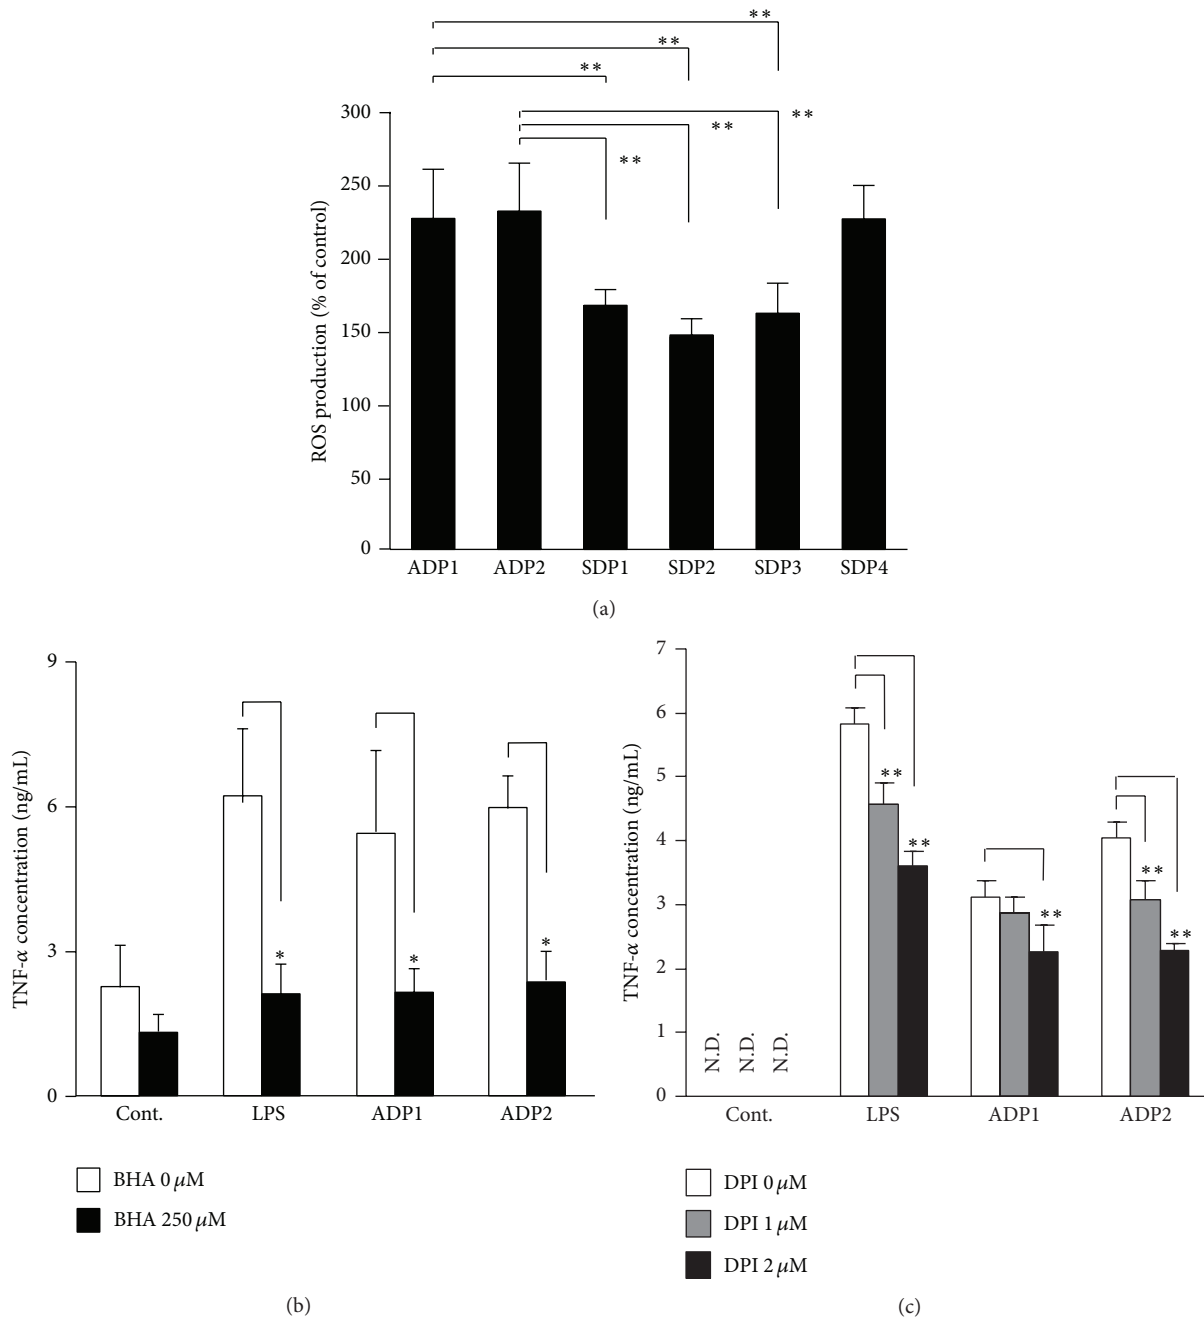 **
**
**
**
**
**
300
250
200
150
100
50
0
ROS production (% of control)
ADP1 ADP2 SDP1 SDP2 SDP3 SDP4
(a)
9
6
3
0
TNF-α concentration (ng/mL)
* * *
Cont. LPS ADP1 ADP2
BHA 0 μM
BHA 250 μM
(b)
7
6
5
4
3
2
1
0
TNF-α concentration (ng/mL)
N.D. N.D. N.D.
**
**
**
**
**
Cont. LPS ADP1 ADP2
DPI 0 μM
DPI 1 μM
DPI 2 μM
(c)